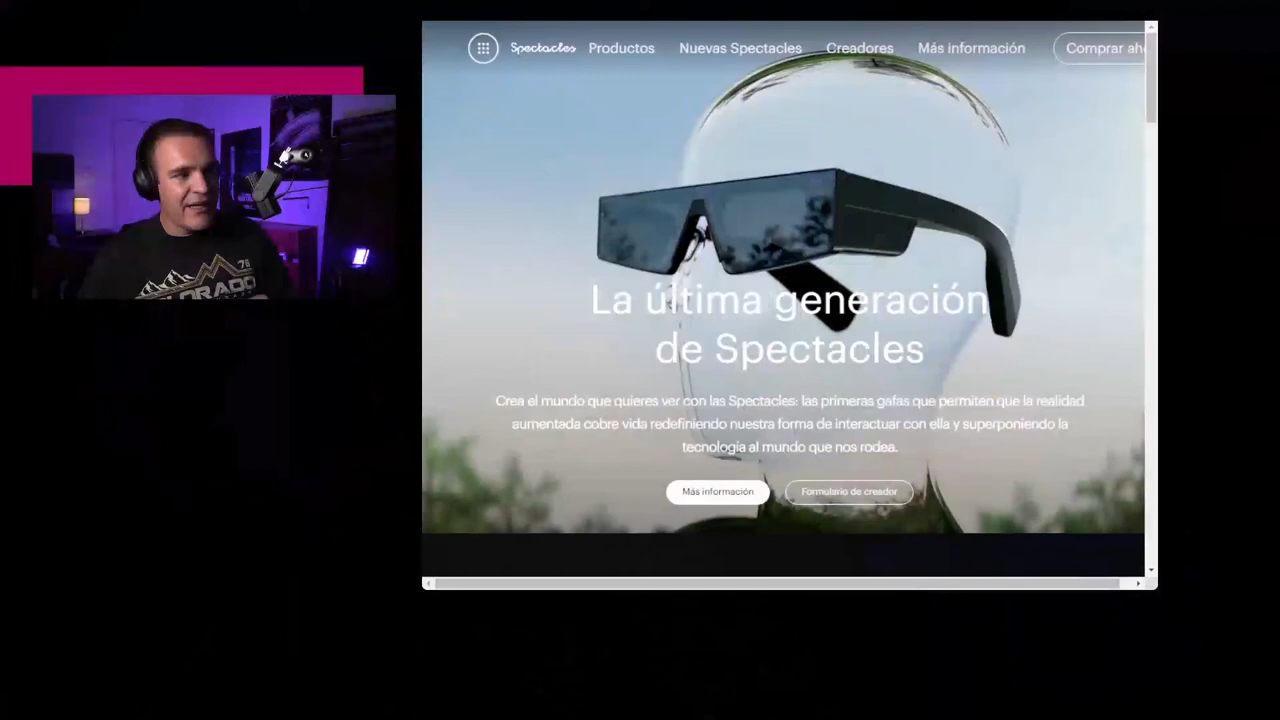 Spectacles Productos Nuevas Spectacles Creadores Más información Comprar aho
La última generación
de Spectacles
Crea el mundo que quieres ver con las Spectacles: las primeras gafas que permiten que la realidad
aumentada cobre vida redefiniendo nuestra forma de interactuar con ella y superponiendo la
tecnología al mundo que nos rodea.
Más información Formulario de creador
76